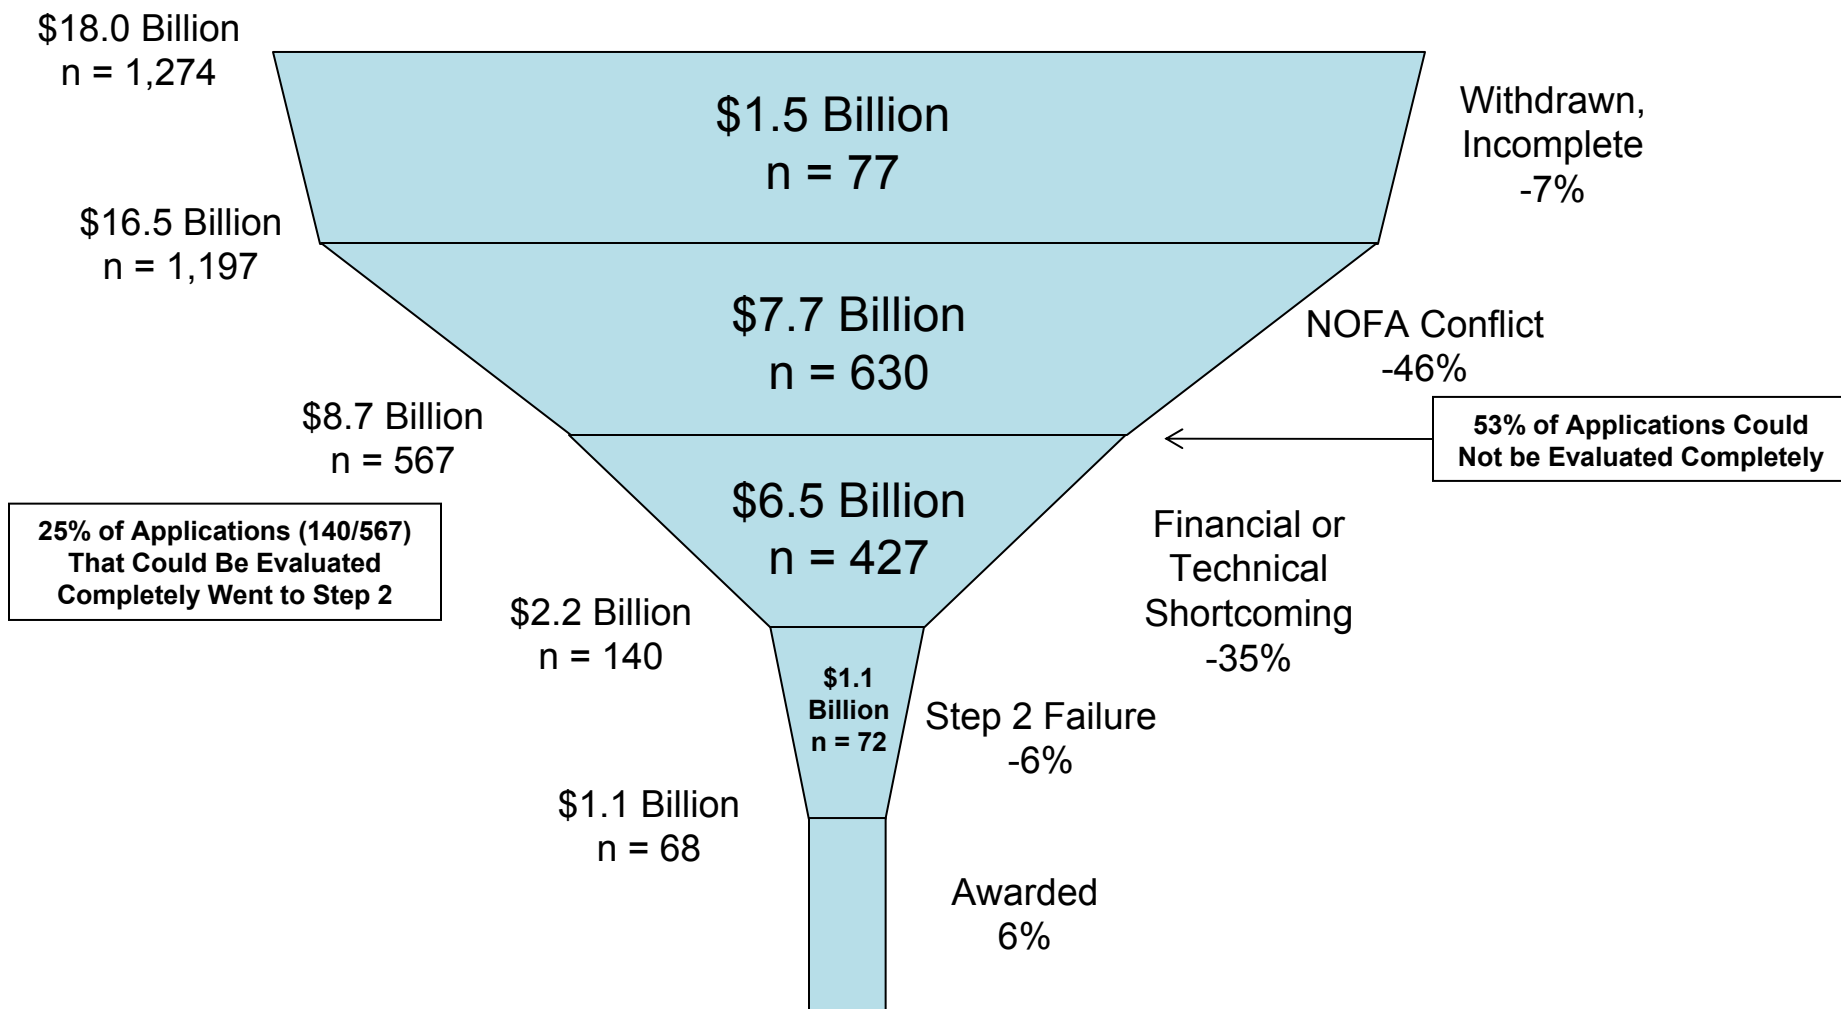 $18.0 Billion
n = 1,274
$1.5 Billion
n = 77
Withdrawn,
Incomplete
-7%
$16.5 Billion
n = 1,197
$7.7 Billion
n = 630
NOFA Conflict
-46%
$8.7 Billion
n = 567
53% of Applications Could
Not be Evaluated Completely
$6.5 Billion
n = 427
25% of Applications (140/567)
That Could Be Evaluated
Completely Went to Step 2
Financial or
Technical
Shortcoming
-35%
$2.2 Billion
n = 140
$1.1
Billion
n = 72
Step 2 Failure
-6%
$1.1 Billion
n = 68
Awarded
6%